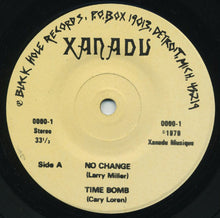 ℗ BLACK HOLE RECORDS, P.O. BOX 19013, DETROIT, MICH. 48219
XANADU
0000-1
Stereo
33⅓
0000-1
©1978
Xanadu Musique
Side A
NO CHANGE
(Larry Miller)
TIME BOMB
(Cary Loren)